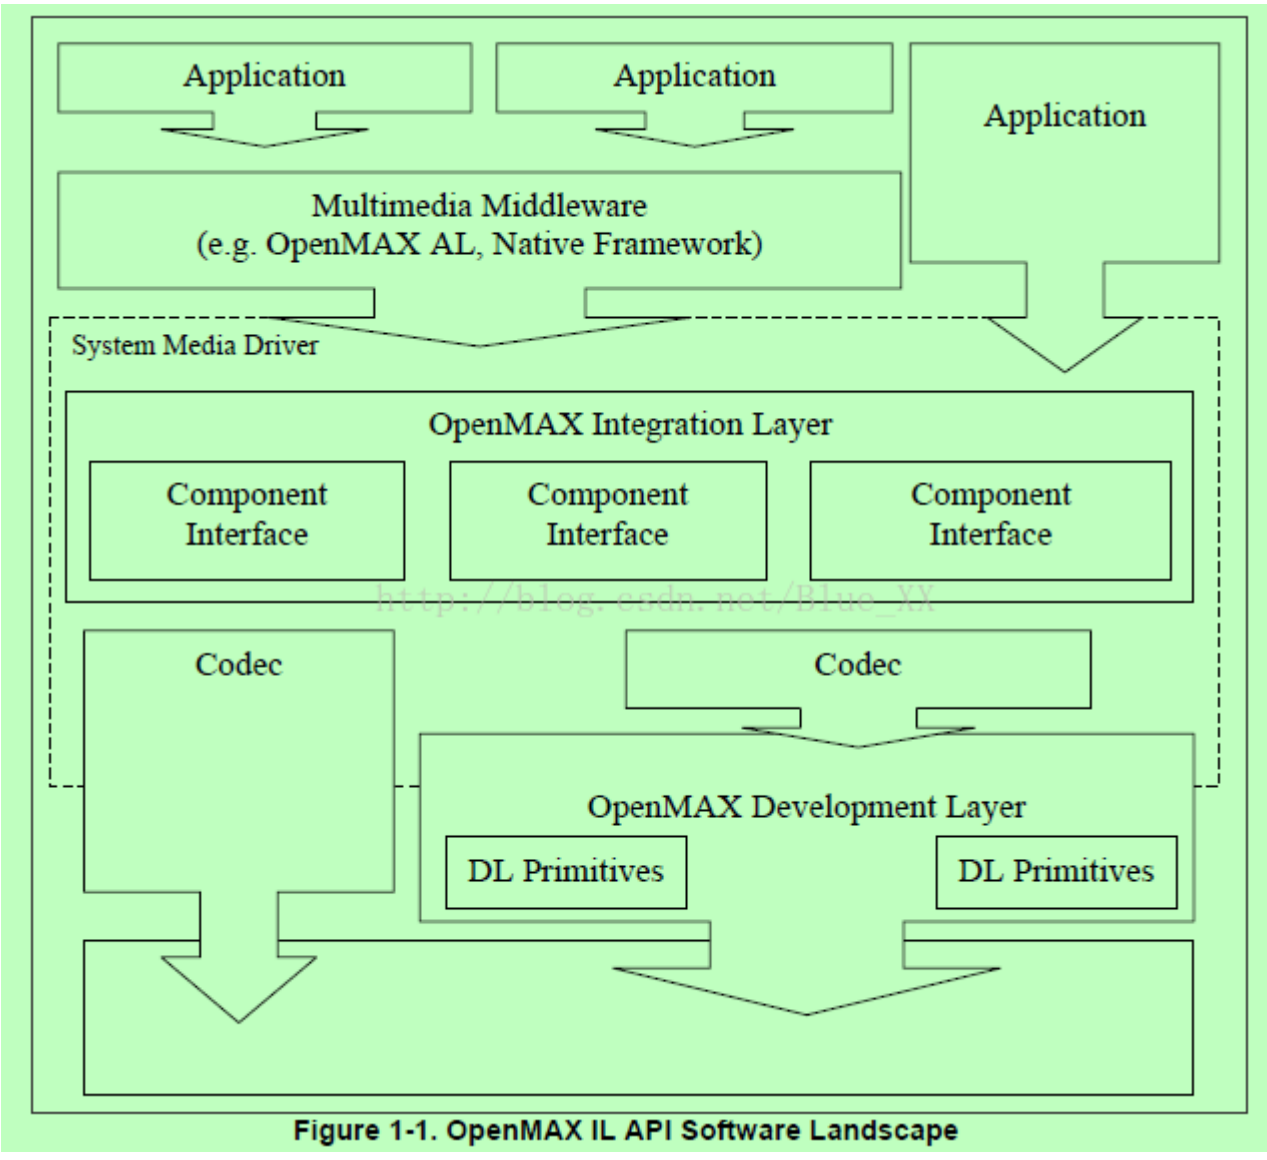 Application
Application
Application
Multimedia Middleware
(e.g. OpenMAX AL, Native Framework)
System Media Driver
OpenMAX Integration Layer
Component
Interface
Component
Interface
Component
Interface
http://blog.csdn.net/Blue_XX
Codec
Codec
OpenMAX Development Layer
DL Primitives
DL Primitives
Figure 1-1. OpenMAX IL API Software Landscape